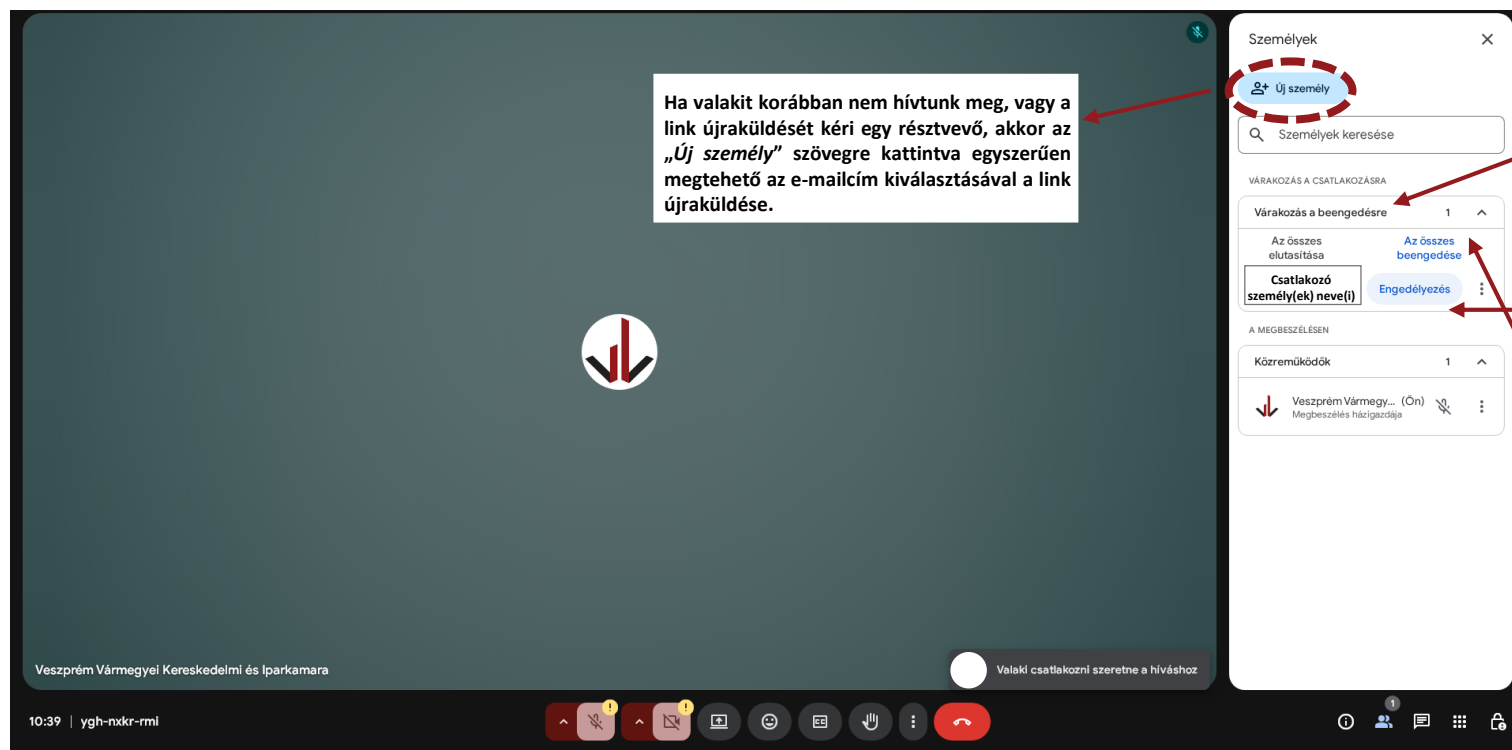 Személyek
Új személy
Ha valakit korábban nem hívtunk meg, vagy a
link újraküldését kéri egy résztvevő, akkor az
„Új személy” szövegre kattintva egyszerűen
megtehető az e-mailcím kiválasztásával a link
újraküldése.
Személyek keresése
VÁRAKOZÁS A CSATLAKOZÁSRA
Várakozás a beengedésre 1
Az összes
elutasítása
Az összes
beengedése
Csatlakozó
személy(ek) neve(i)
Engedélyezés
A MEGBESZÉLÉSEN
Közreműködők 1
Veszprém Vármegy... (Ön)
Megbeszélés házigazdája
Veszprém Vármegyei Kereskedelmi és Iparkamara
Valaki csatlakozni szeretne a híváshoz
10:39 | ygh-nxkr-rmi
!
!
CC
1